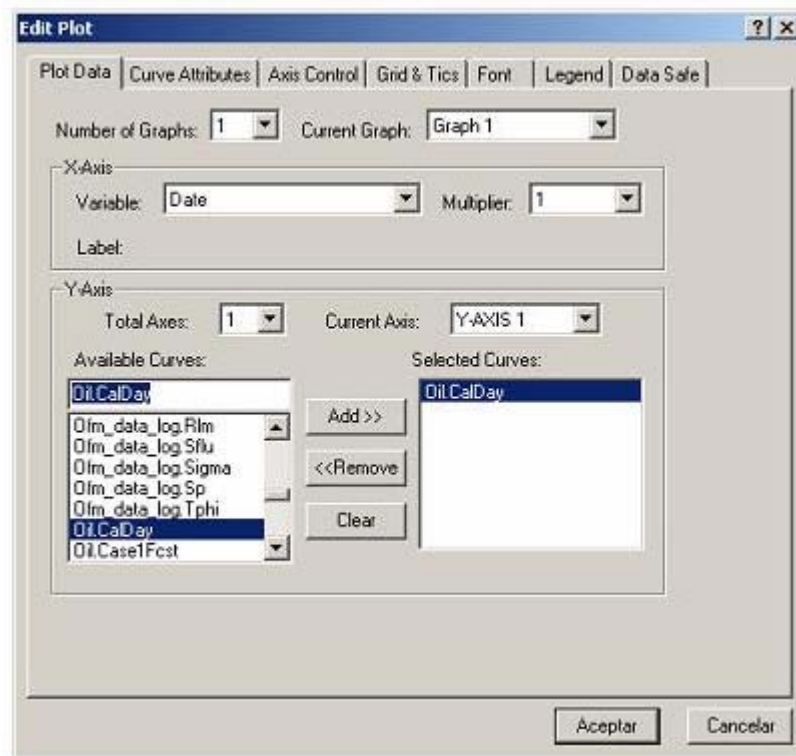 Edit Plot
Plot Data Curve Attributes Axis Control Grid & Tics Font Legend Data Safe
Number of Graphs: 1 Current Graph: Graph 1
X-Axis
Variable: Date Multiplier: 1
Label:
Y-Axis
Total Axes: 1 Current Axis: Y-AXIS 1
Available Curves: Selected Curves:
Oil.CalDay Oil.CalDay
Ofm_data_log.Rlm
Ofm_data_log.Sflu
Ofm_data_log.Sigma
Ofm_data_log.Sp
Ofm_data_log.Tphi
Oil.CalDay
Oil.Case1Fcst
Add >>
<<Remove
Clear
Aceptar Cancelar